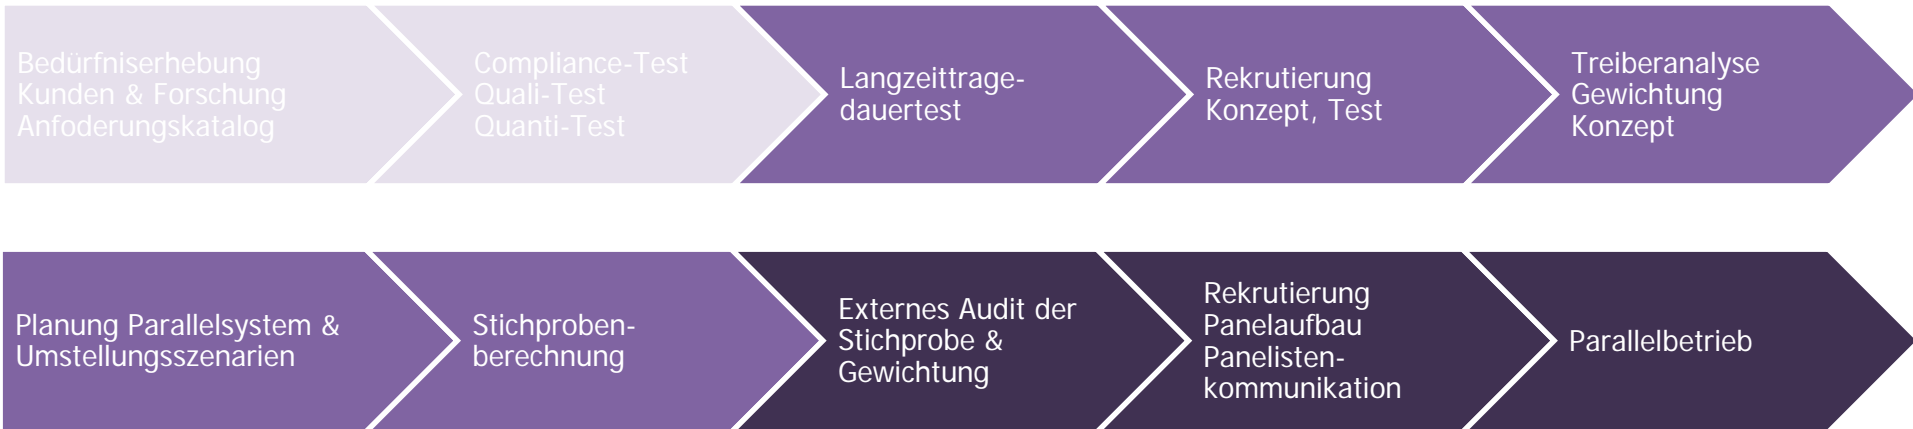 Bedürfniserhebung
Kunden & Forschung
Anfoderungskatalog
Compliance-Test
Quali-Test
Quanti-Test
Langzeittrage-
dauertest
Rekrutierung
Konzept, Test
Treiberanalyse
Gewichtung
Konzept
Planung Parallelsystem &
Umstellungsszenarien
Stichproben-
berechnung
Externes Audit der
Stichprobe &
Gewichtung
Rekrutierung
Panelaufbau
Panelisten-
kommunikation
Parallelbetrieb